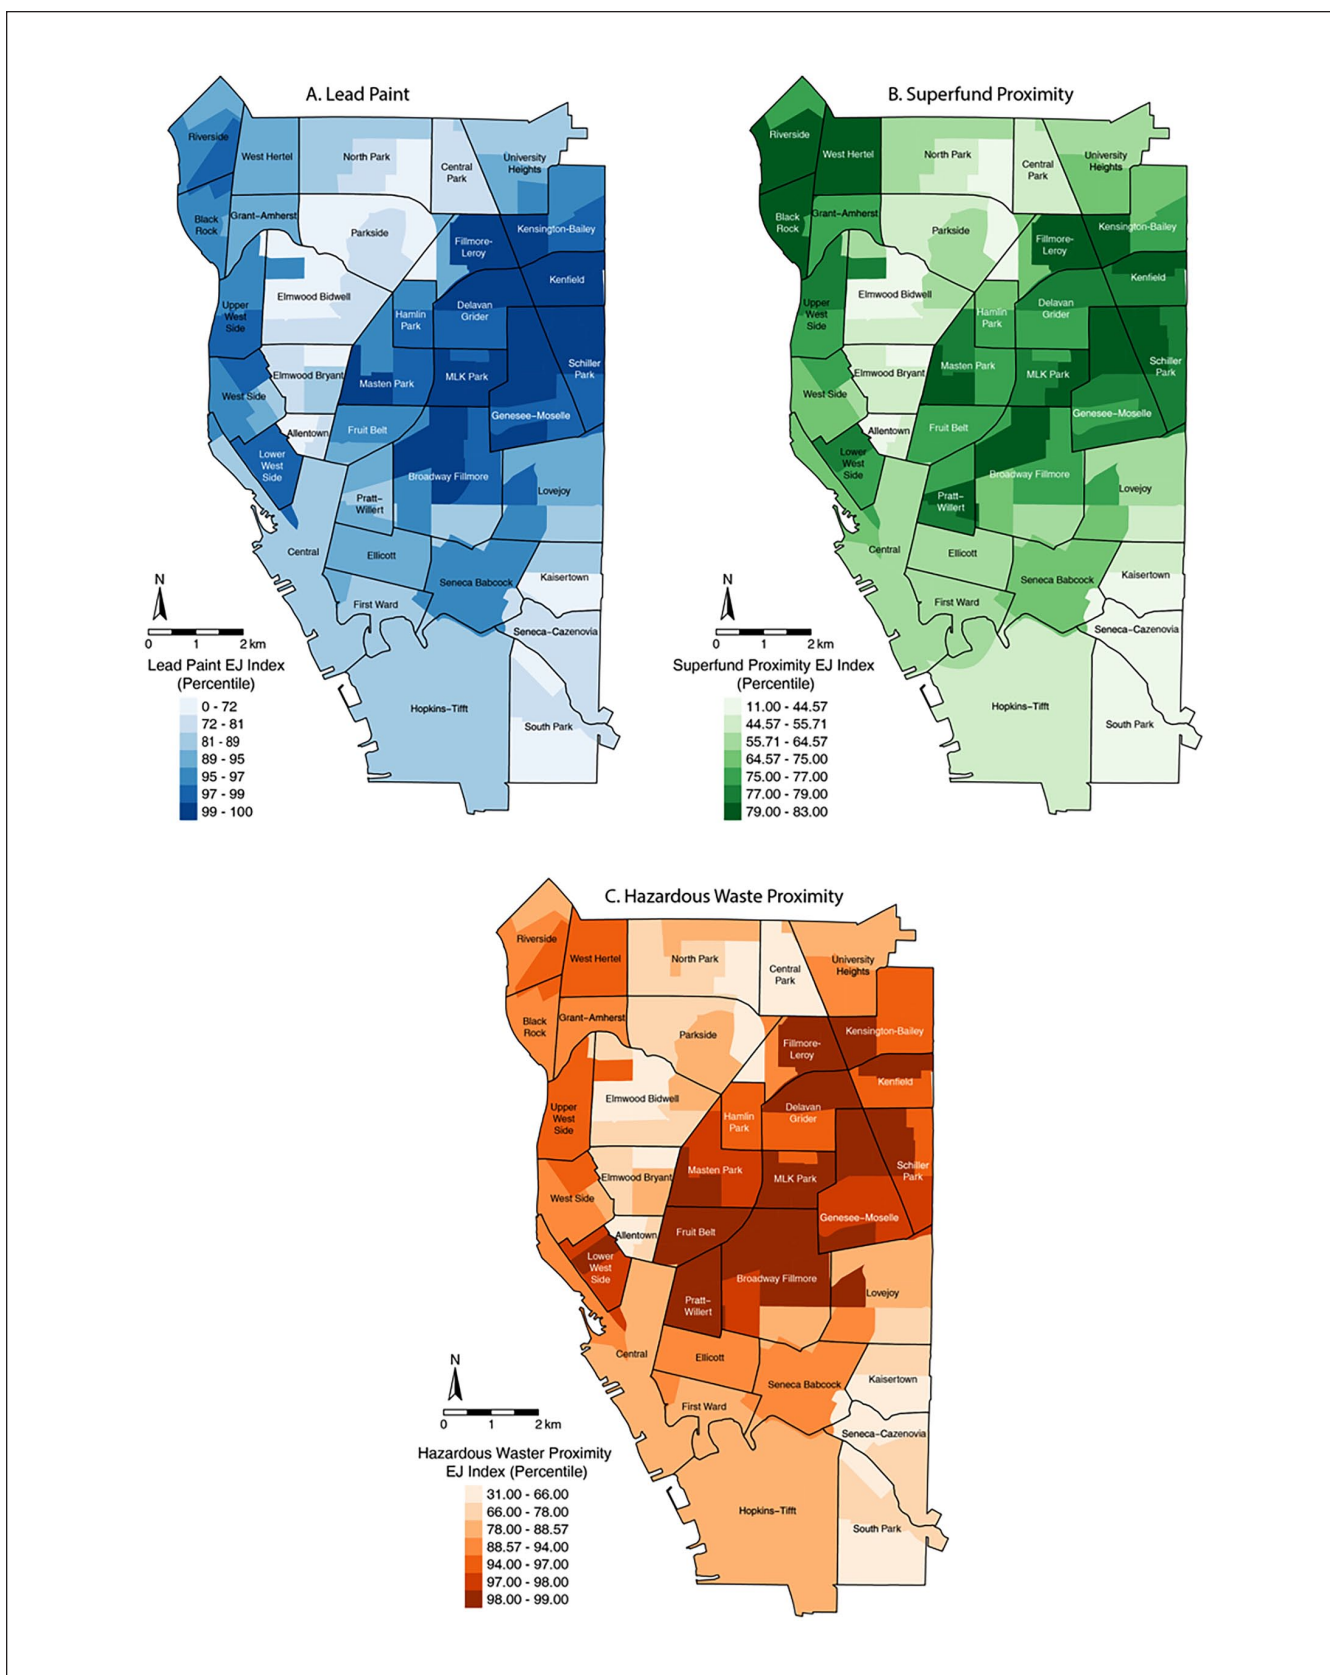 A. Lead Paint
Riverside
West Hertel
North Park
Central
Park
University
Heights
Black
Rock
Grant-Amherst
Parkside
Fillmore-
Leroy
Kensington-Bailey
Kenfield
Elmwood Bidwell
Upper
West
Side
Hamlin
Park
Delavan
Grider
Schiller
Park
Elmwood Bryant
Masten Park
MLK Park
West Side
Genesee-Moselle
Allentown
Fruit Belt
Lower
West
Side
Broadway Fillmore
Lovejoy
Pratt-
Willert
Central
Ellicott
Seneca Babcock
Kaisertown
First Ward
Seneca-Cazenovia
Hopkins-Tifft
South Park
N
0 1 2 km
Lead Paint EJ Index
(Percentile)
0 - 72
72 - 81
81 - 89
89 - 95
95 - 97
97 - 99
99 - 100
B. Superfund Proximity
Riverside
West Hertel
North Park
Central
Park
University
Heights
Black
Rock
Grant-Amherst
Parkside
Fillmore-
Leroy
Kensington-Bailey
Kenfield
Elmwood Bidwell
Upper
West
Side
Hamlin
Park
Delavan
Grider
Schiller
Park
Elmwood Bryant
Masten Park
MLK Park
West Side
Genesee-Moselle
Allentown
Fruit Belt
Lower
West
Side
Broadway Fillmore
Lovejoy
Pratt-
Willert
Central
Ellicott
Seneca Babcock
Kaisertown
First Ward
Seneca-Cazenovia
Hopkins-Tifft
South Park
N
0 1 2 km
Superfund Proximity EJ Index
(Percentile)
11.00 - 44.57
44.57 - 55.71
55.71 - 64.57
64.57 - 75.00
75.00 - 77.00
77.00 - 79.00
79.00 - 83.00
C. Hazardous Waste Proximity
Riverside
West Hertel
North Park
Central
Park
University
Heights
Black
Rock
Grant-Amherst
Parkside
Fillmore-
Leroy
Kensington-Bailey
Kenfield
Elmwood Bidwell
Upper
West
Side
Hamlin
Park
Delavan
Grider
Schiller
Park
Elmwood Bryant
Masten Park
MLK Park
West Side
Genesee-Moselle
Allentown
Fruit Belt
Lower
West
Side
Broadway Fillmore
Lovejoy
Pratt-
Willert
Central
Ellicott
Seneca Babcock
Kaisertown
First Ward
Seneca-Cazenovia
Hopkins-Tifft
South Park
N
0 1 2 km
Hazardous Waster Proximity
EJ Index (Percentile)
31.00 - 66.00
66.00 - 78.00
78.00 - 88.57
88.57 - 94.00
94.00 - 97.00
97.00 - 98.00
98.00 - 99.00